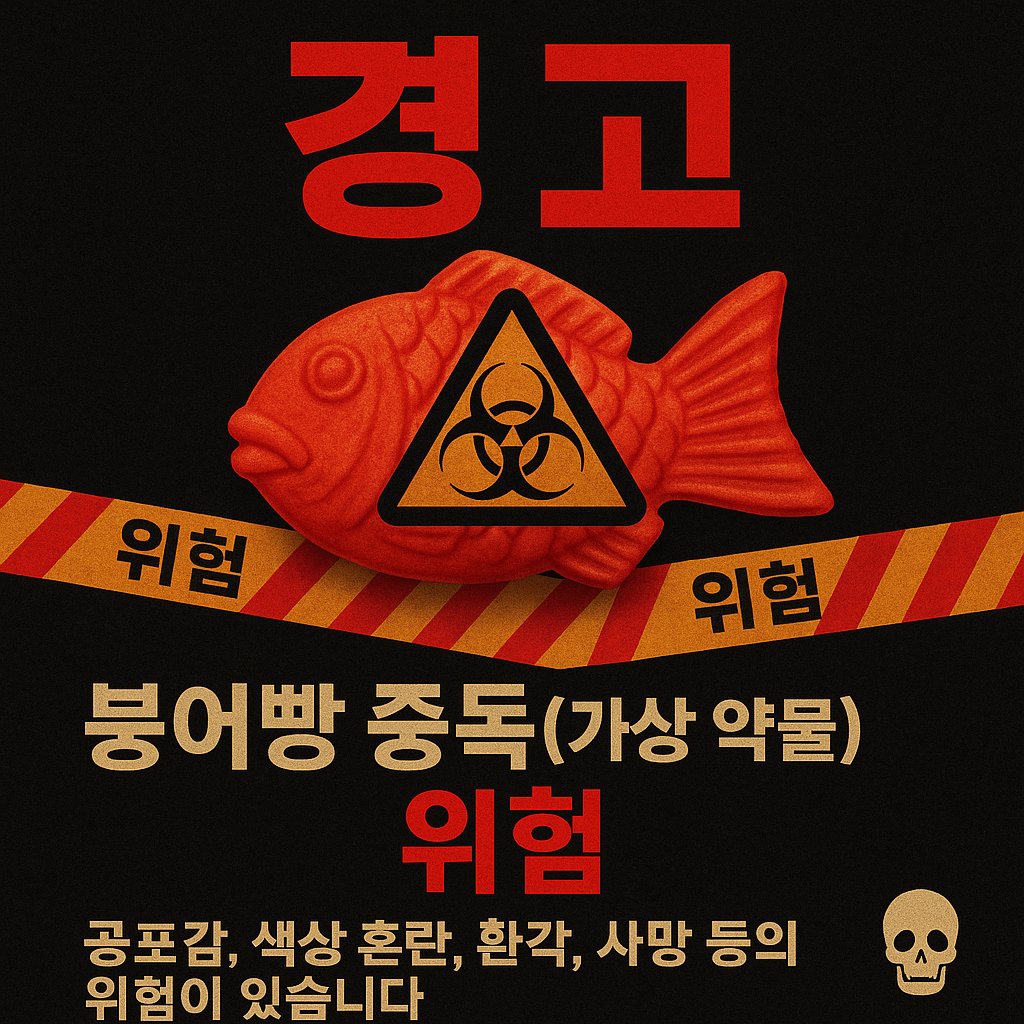 경고
위험
위험
붕어빵 중독(가상 약물)
위험
공포감, 색상 혼란, 환각, 사망 등의
위험이 있습니다